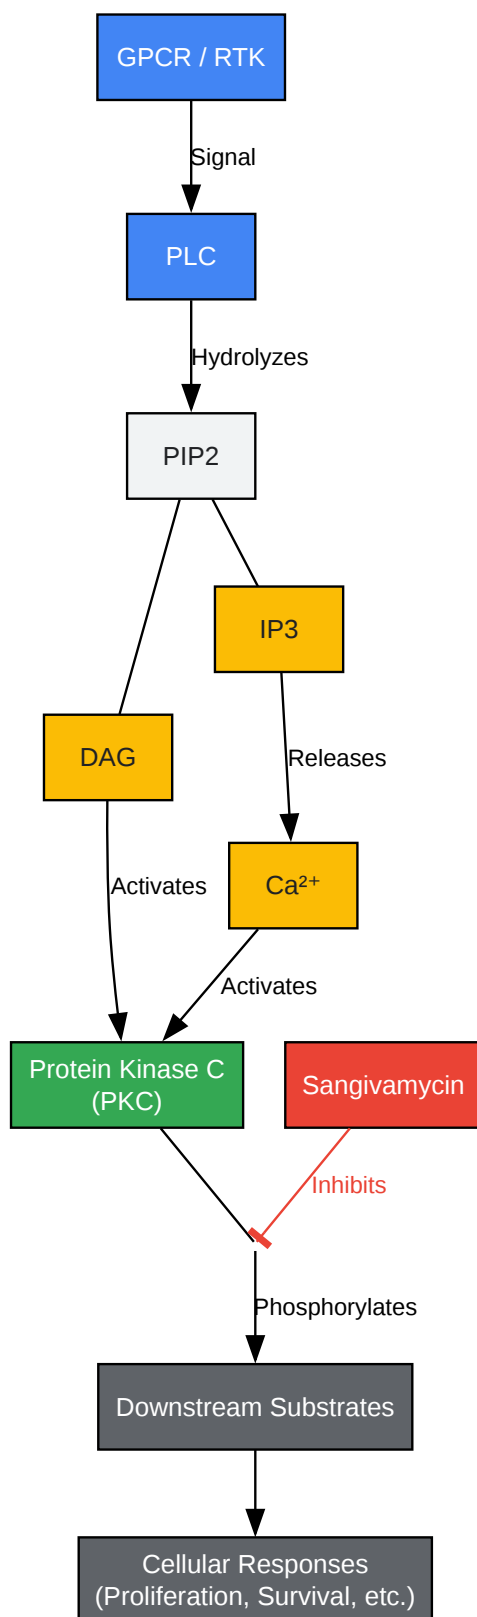 GPCR / RTK
Signal
PLC
Hydrolyzes
PIP2
IP3
DAG
Releases
Activates
Ca²⁺
Activates
Protein Kinase C
(PKC)
Sangivamycin
Inhibits
Phosphorylates
Downstream Substrates
Cellular Responses
(Proliferation, Survival, etc.)